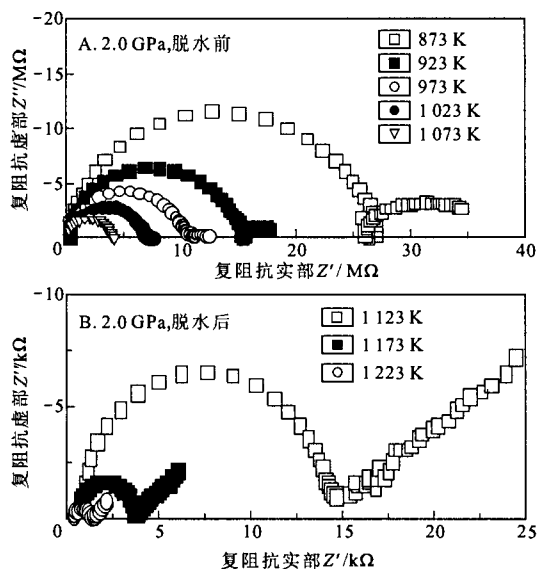 A. 2.0 GPa,脱水前
873 K
923 K
973 K
1 023 K
1 073 K
复阻抗虚部Z″/MΩ
-20
-15
-10
-5
0
10
20
30
40
复阻抗实部Z′/ MΩ
B. 2.0 GPa,脱水后
1 123 K
1 173 K
1 223 K
复阻抗虚部Z″/kΩ
-10
-5
0
0
5
10
15
20
25
复阻抗实部Z′/kΩ